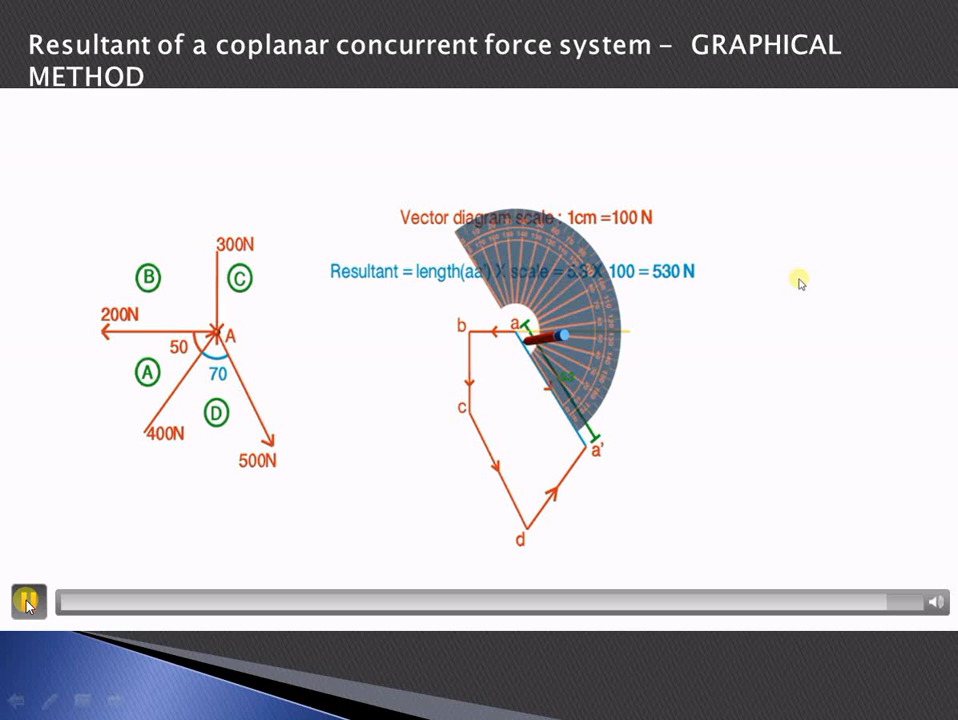 Resultant of a coplanar concurrent force system - GRAPHICAL
METHOD
Vector diagram scale : 1cm =100 N
Resultant = length(aa') X scale = 5.3 X 100 = 530 N
300N
B
C
200N
A
50
A
70
D
400N
500N
b
a
c
a'
d